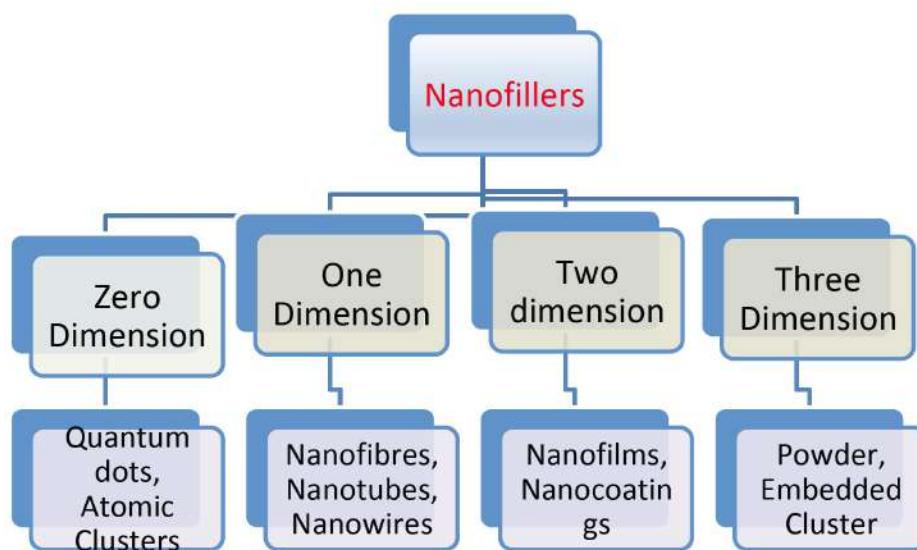 Nanofillers
Zero
Dimension
One
Dimension
Two
dimension
Three
Dimension
Quantum
dots,
Atomic
Clusters
Nanofibres,
Nanotubes,
Nanowires
Nanofilms,
Nanocoatin
gs
Powder,
Embedded
Cluster